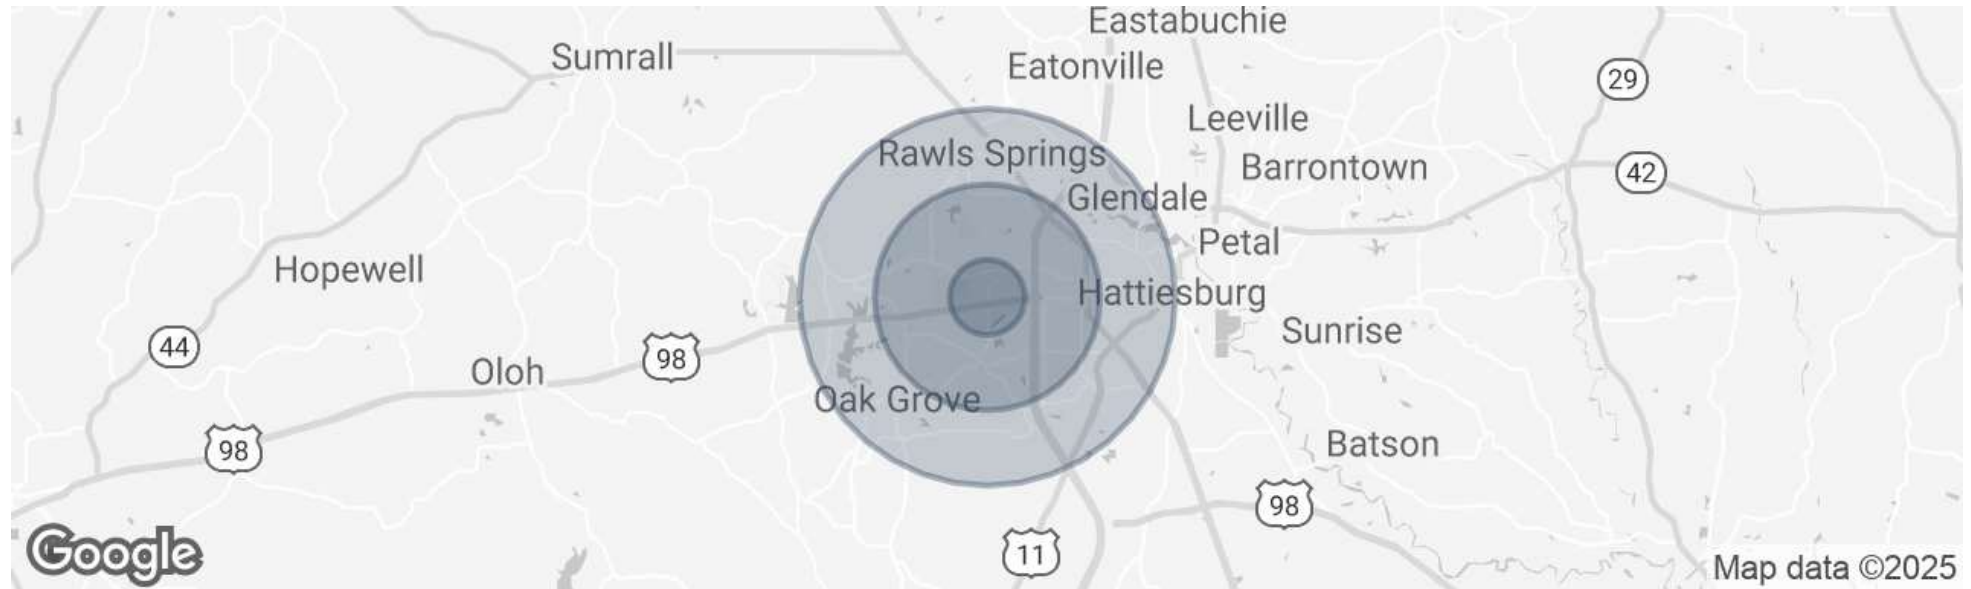 Eastabuchie
Sumrall
Eatonville
29
Leeville
Rawls Springs
Barrontown
42
Glendale
Petal
Hopewell
Hattiesburg
Sunrise
44
98
Oloh
Oak Grove
98
Batson
98
11
Google
Map data ©2025